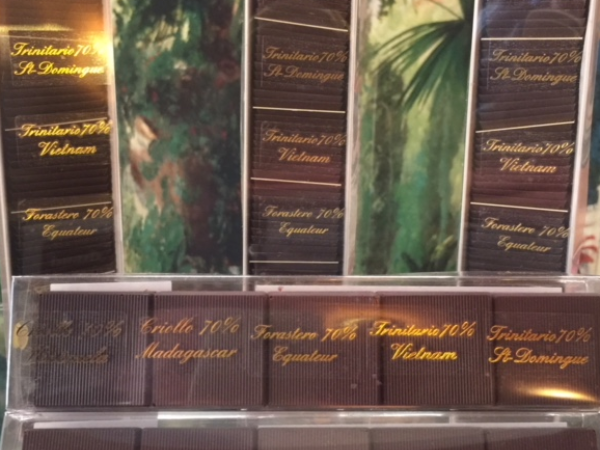 Trinitario 70%
St-Domingue
Trinitario 70%
Vietnam
Forastero 70%
Equateur
Trinitario 70%
St-Domingue
Trinitario 70%
Vietnam
Forastero 70%
Equateur
Trinitario 70%
St-Domingue
Trinitario 70%
Vietnam
Forastero 70%
Equateur
Criollo 70%
Criollo 70%
Madagascar
Forastero 70%
Equateur
Trinitario 70%
Vietnam
Trinitario 70%
St-Domingue